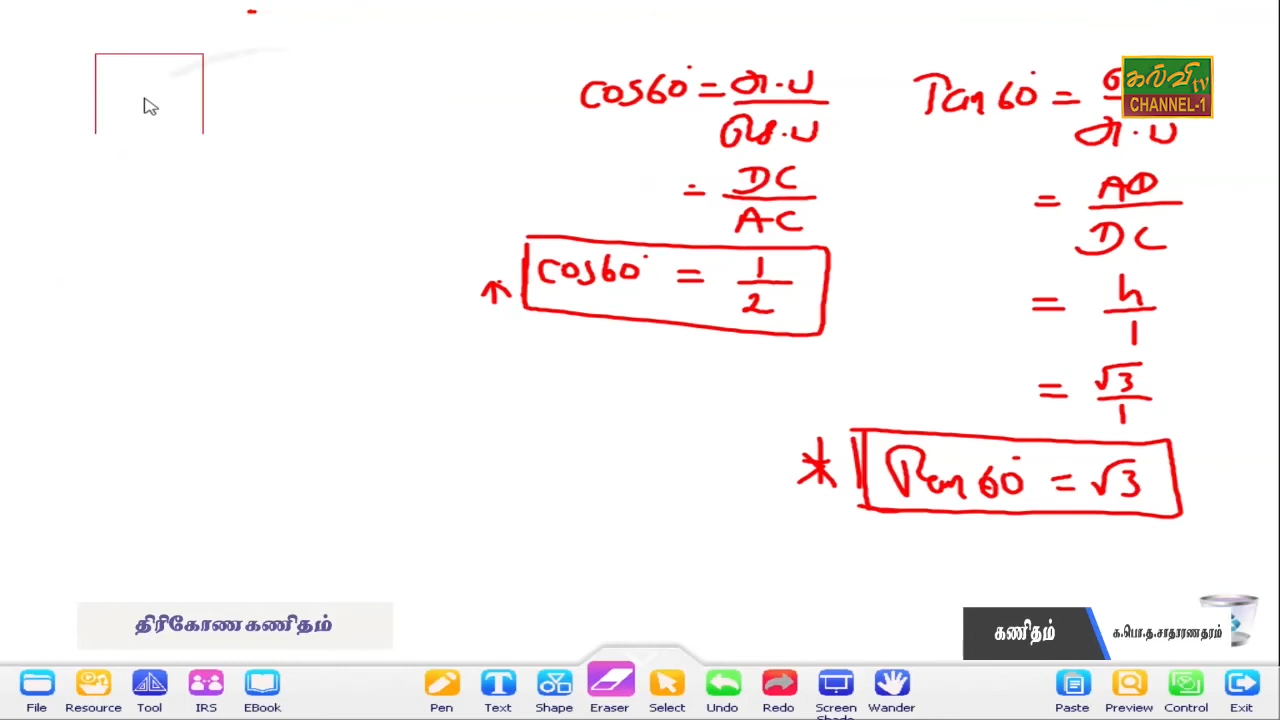 cos60° = அ.ப / செ.ப
= DC / AC
cos60° = 1 / 2
Tan 60° = / அ.ப
= AD / DC
= h / 1
= √3 / 1
Tan 60° = √3
கல்வி tv
CHANNEL-1
திரிகோணகணிதம்
கணிதம்
க.பொ.த.சாதாரணதரம்
File Resource Tool IRS EBook Pen Text Shape Eraser Select Undo Redo Screen Wander Paste Preview Control Exit
Shade